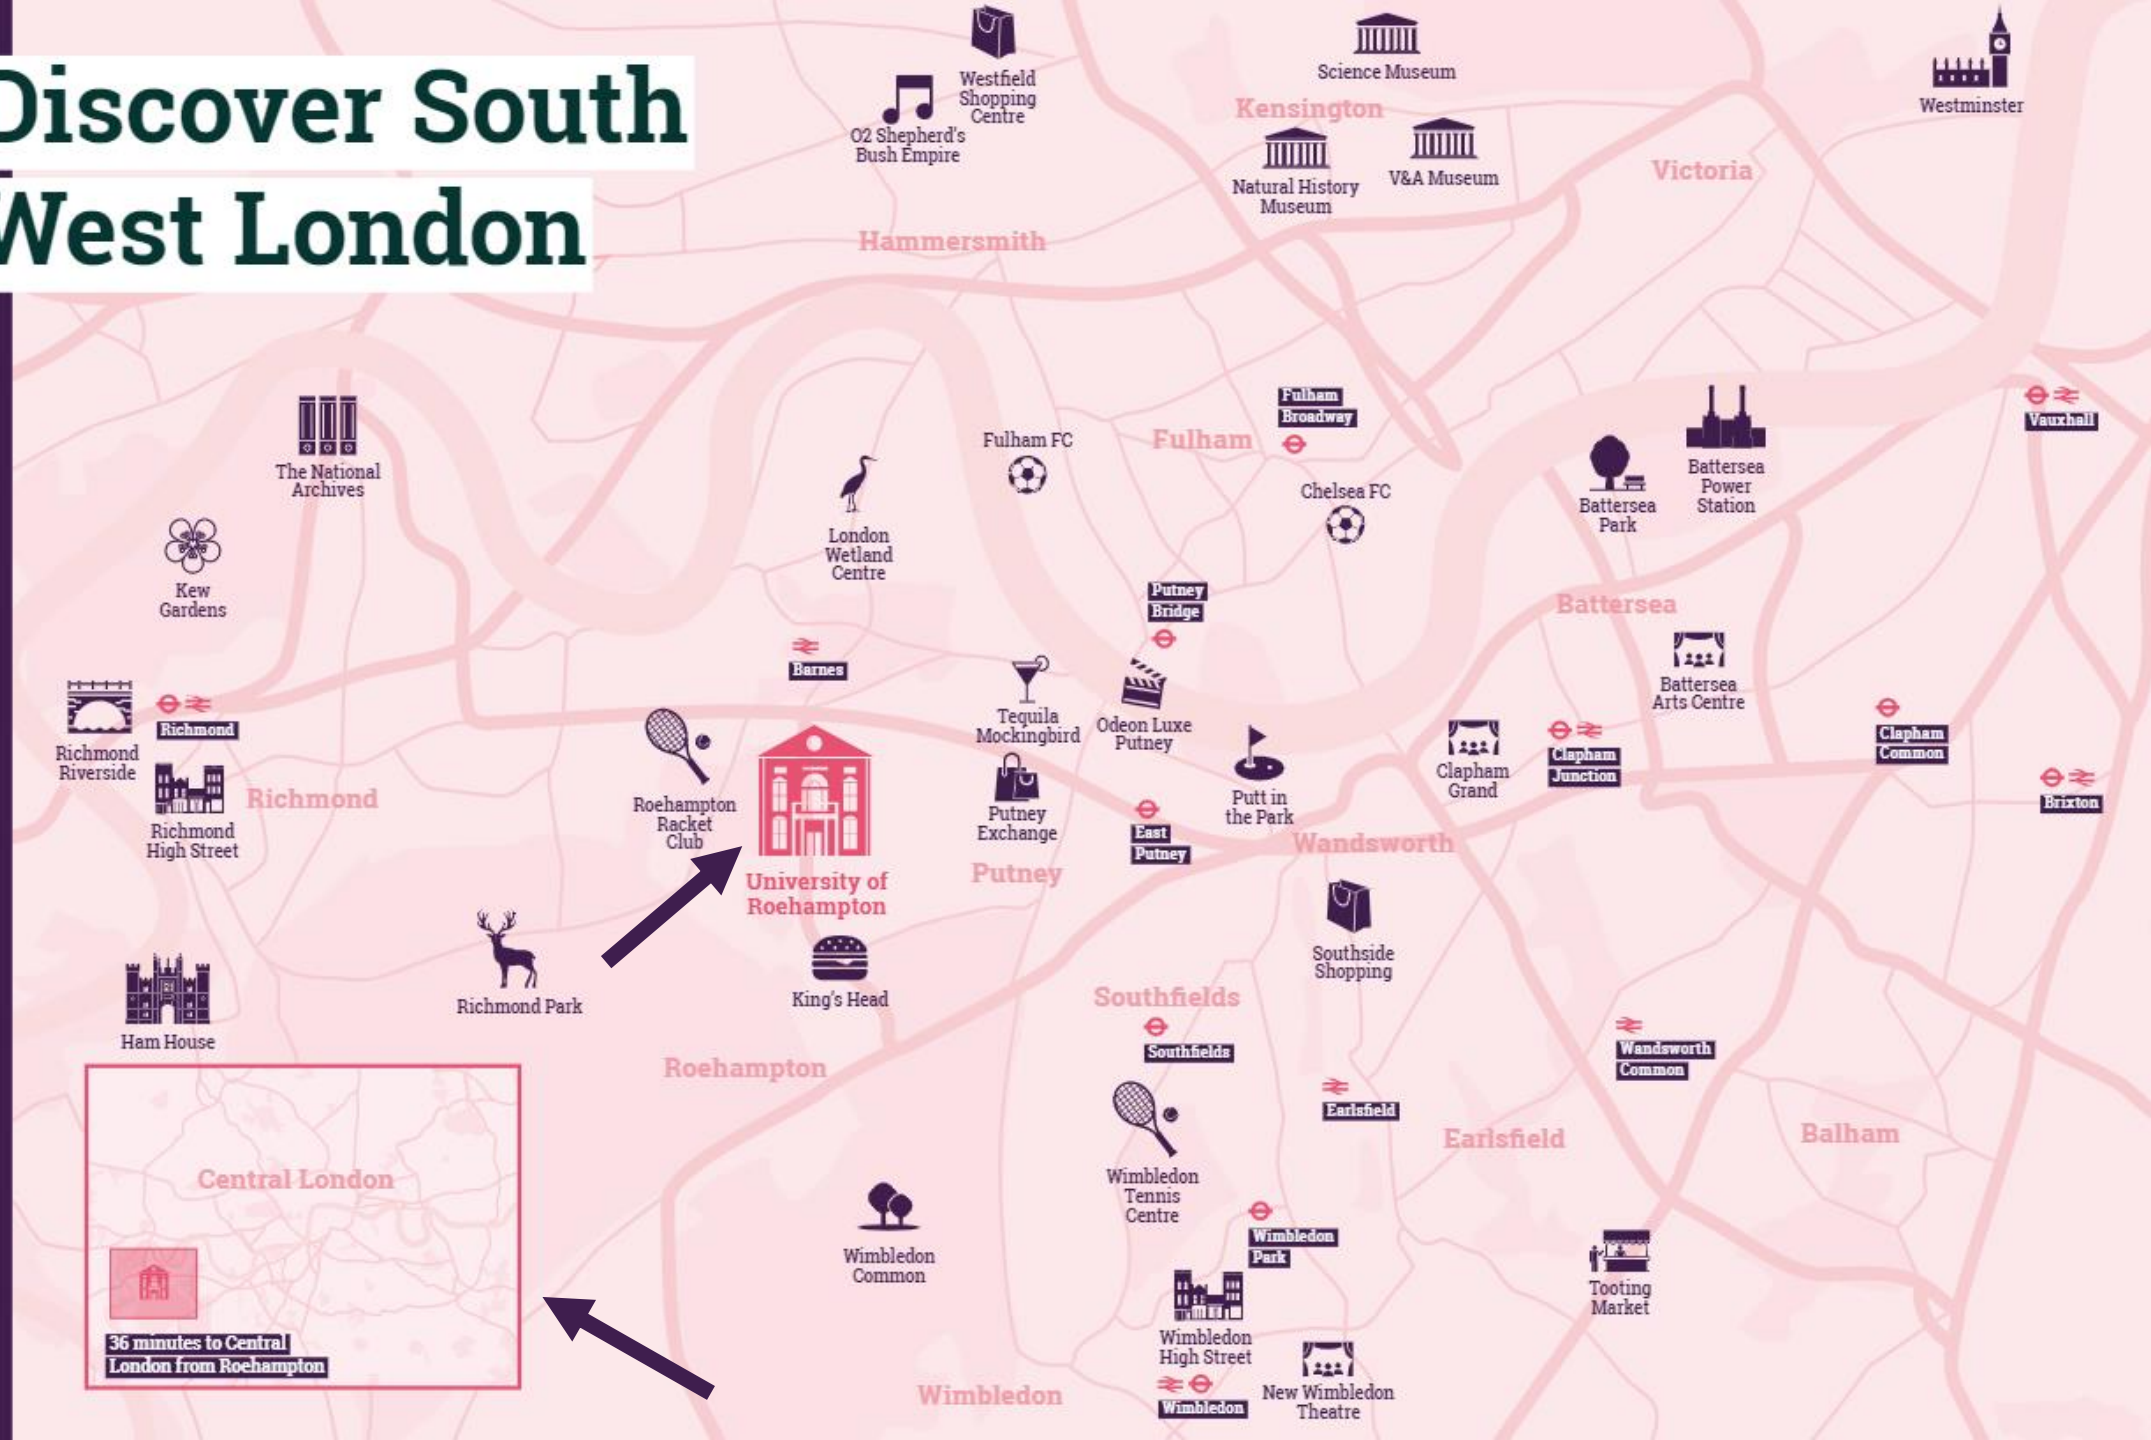 Discover South
West London
Westfield
Shopping
Centre
O2 Shepherd's
Bush Empire
Science Museum
Kensington
Natural History
Museum
V&A Museum
Westminster
Victoria
Hammersmith
The National
Archives
Kew
Gardens
London
Wetland
Centre
Fulham FC
Fulham
Fulham
Broadway
Chelsea FC
Battersea
Park
Battersea
Power
Station
Vauxhall
Putney
Bridge
Battersea
Battersea
Arts Centre
Barnes
Richmond
Riverside
Richmond
Richmond
High Street
Richmond
Roehampton
Racket
Club
University of
Roehampton
Tequila
Mockingbird
Odeon Luxe
Putney
Putney
Exchange
Putney
East
Putney
Putt in
the Park
Wandsworth
Clapham
Grand
Clapham
Junction
Clapham
Common
Brixton
Ham House
Richmond Park
King's Head
Southside
Shopping
Southfields
Southfields
Roehampton
Wandsworth
Common
Earlsfield
Earlsfield
Balham
Wimbledon
Tennis
Centre
Wimbledon
Common
Wimbledon
Park
Wimbledon
High Street
Wimbledon
New Wimbledon
Theatre
Tooting
Market
Wimbledon
Central London
36 minutes to Central
London from Roehampton